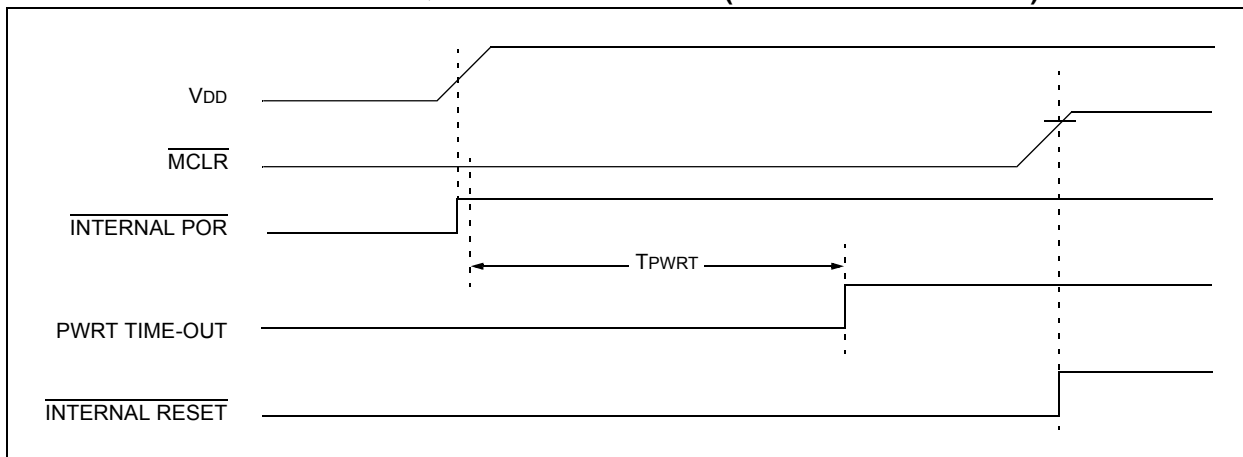 VDD
MCLR
INTERNAL POR
TPWRT
PWRT TIME-OUT
INTERNAL RESET